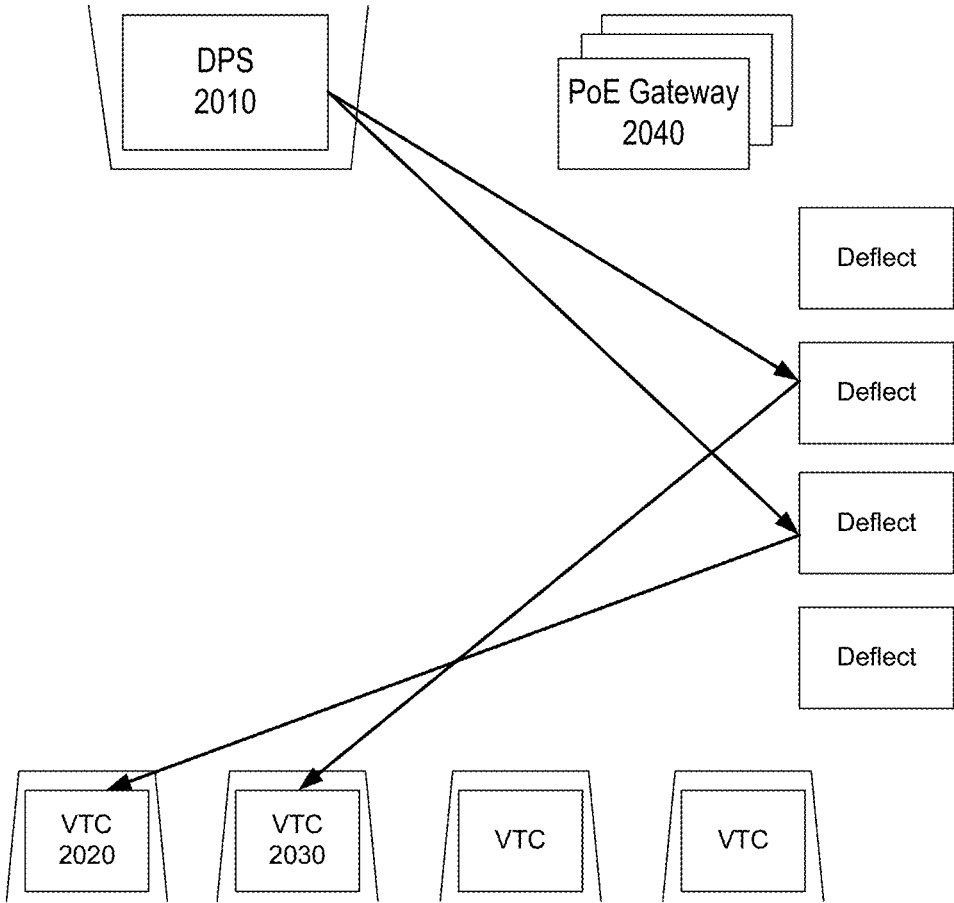 DPS
2010
PoE Gateway
2040
Deflect
Deflect
Deflect
Deflect
VTC
2020
VTC
2030
VTC
VTC